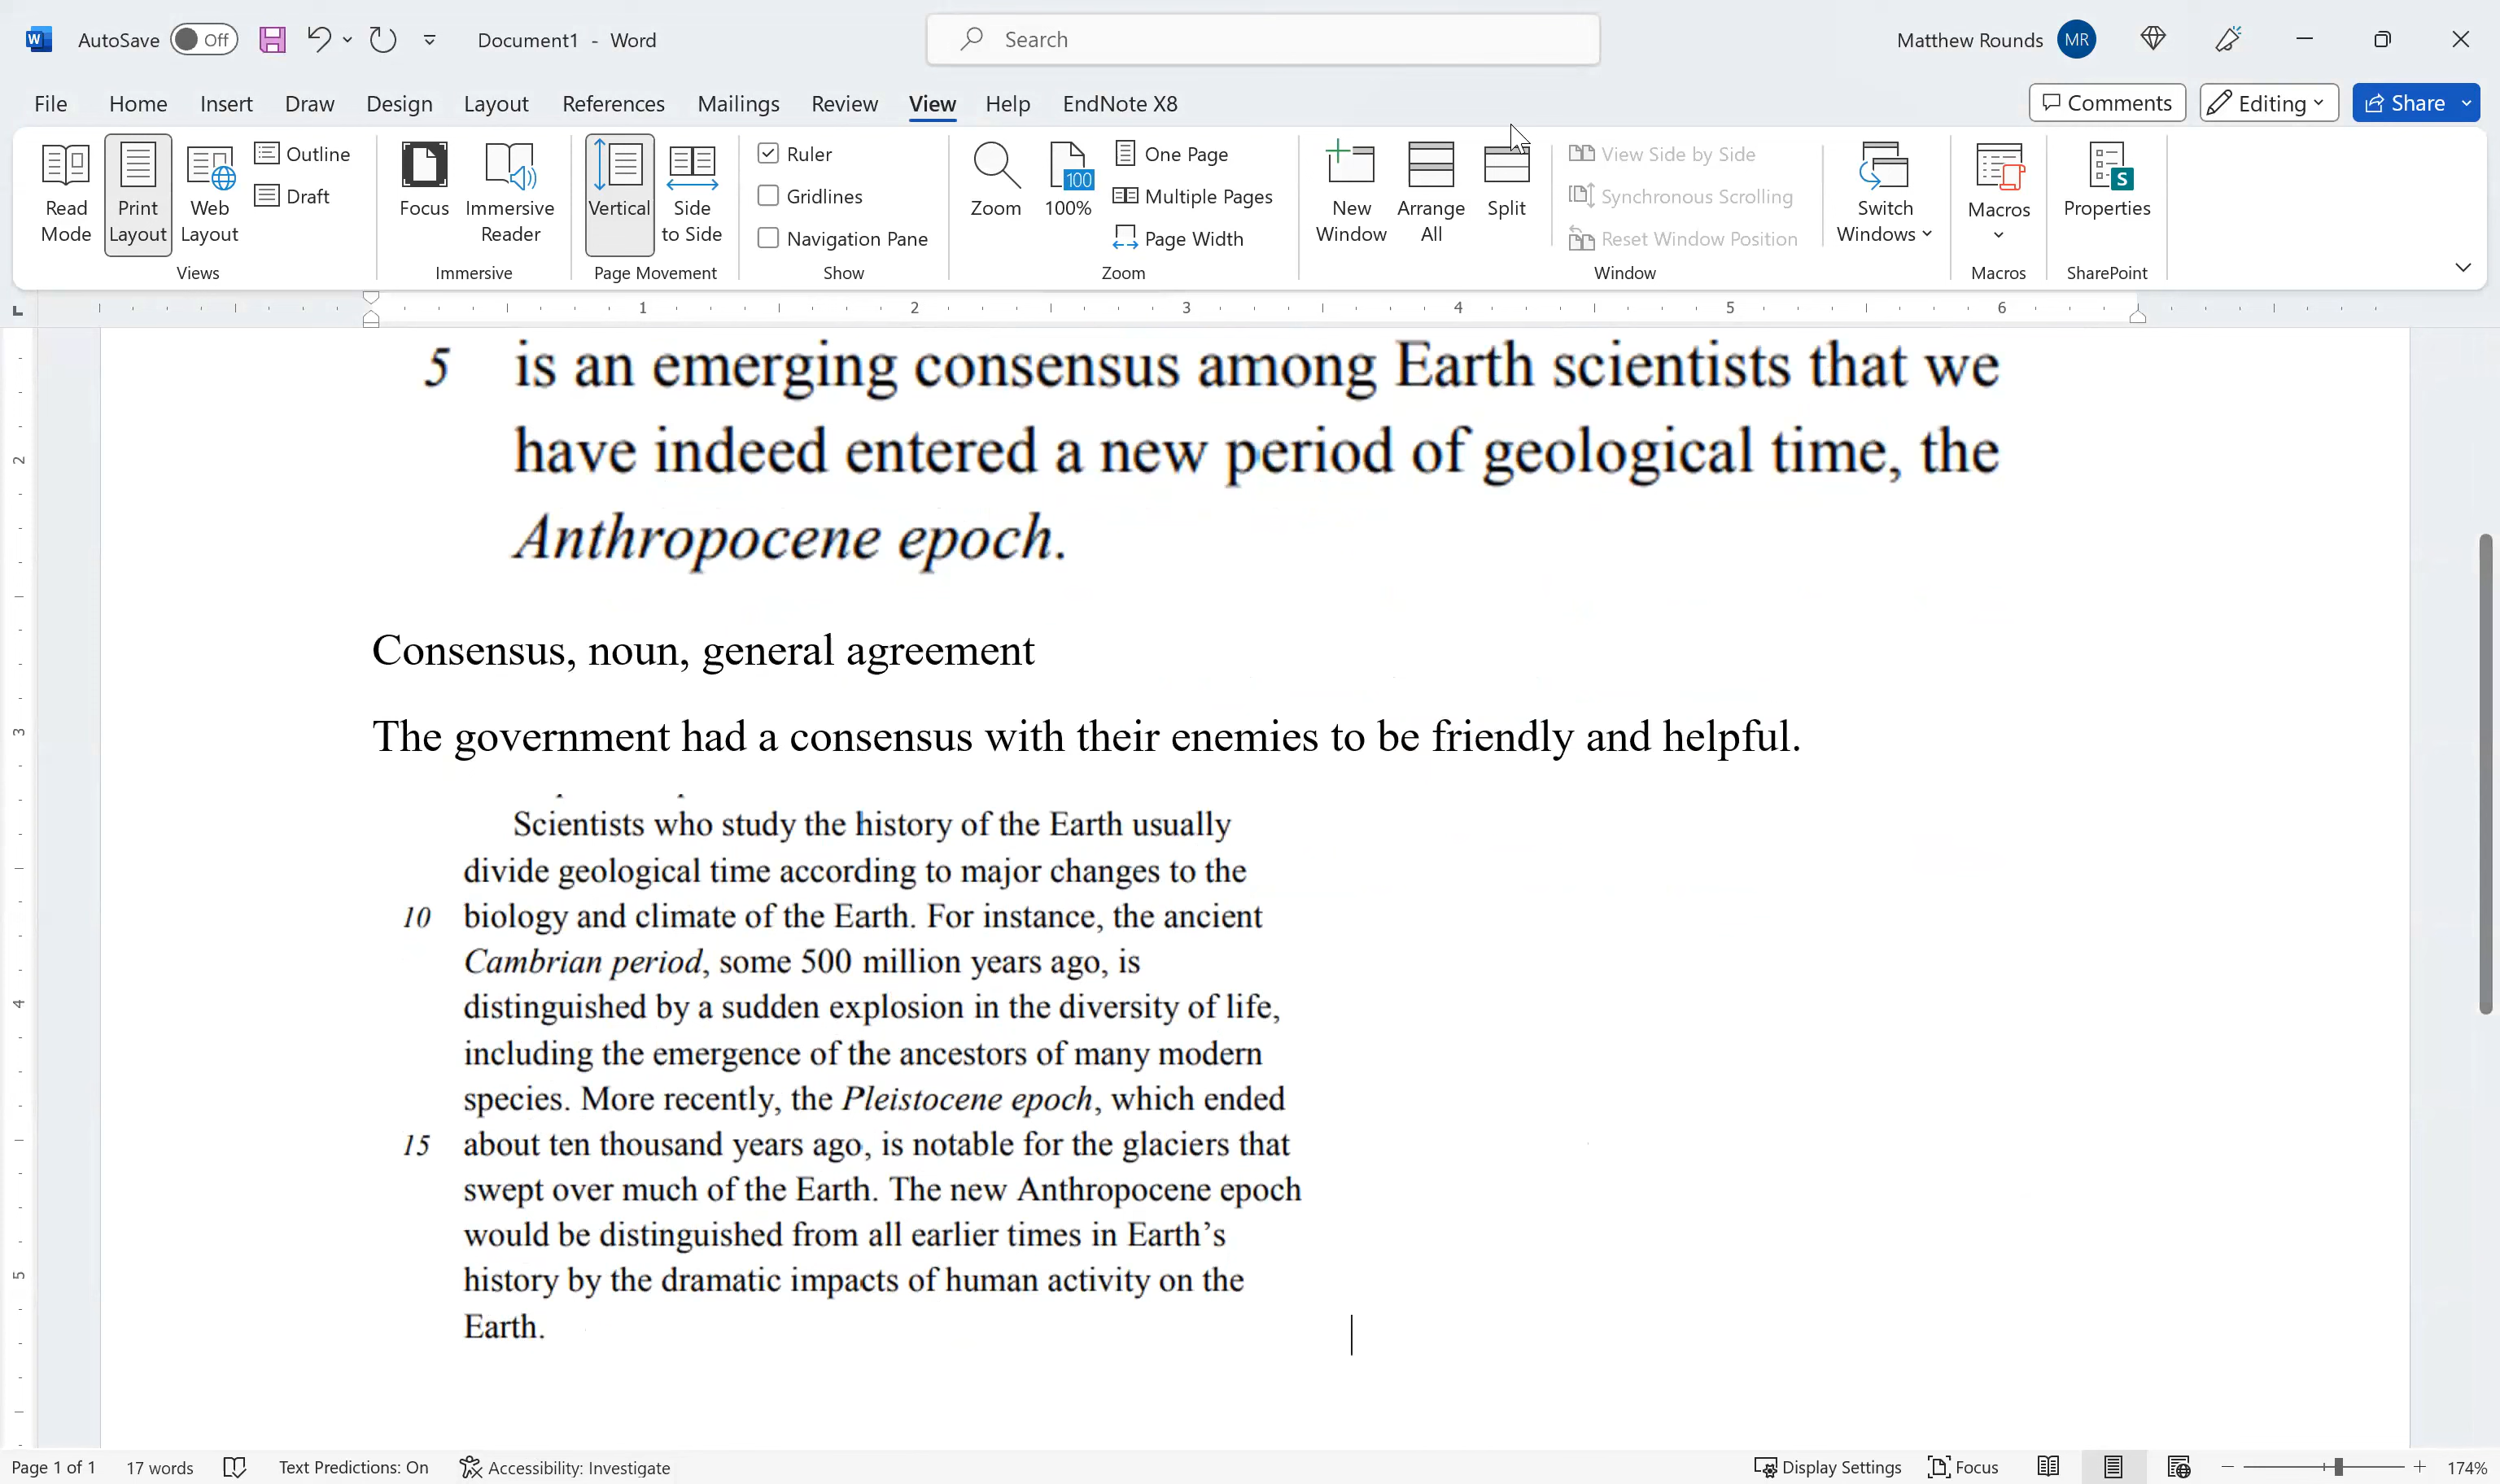 AutoSave Off Document1 - Word Search Matthew Rounds MR
File Home Insert Draw Design Layout References Mailings Review View Help EndNote X8 Comments Editing Share
Read Mode
Print Layout
Web Layout
Outline
Draft
Views
Focus
Immersive Reader
Immersive
Vertical
Side to Side
Page Movement
Ruler
Gridlines
Navigation Pane
Show
Zoom
100
100%
One Page
Multiple Pages
Page Width
Zoom
New Window
Arrange All
Split
View Side by Side
Synchronous Scrolling
Reset Window Position
Window
Switch Windows
Macros
Macros
S
Properties
SharePoint
1 2 3 4 5 6
5 is an emerging consensus among Earth scientists that we
have indeed entered a new period of geological time, the
Anthropocene epoch.
Consensus, noun, general agreement
The government had a consensus with their enemies to be friendly and helpful.
Scientists who study the history of the Earth usually
divide geological time according to major changes to the
10 biology and climate of the Earth. For instance, the ancient
Cambrian period, some 500 million years ago, is
distinguished by a sudden explosion in the diversity of life,
including the emergence of the ancestors of many modern
species. More recently, the Pleistocene epoch, which ended
15 about ten thousand years ago, is notable for the glaciers that
swept over much of the Earth. The new Anthropocene epoch
would be distinguished from all earlier times in Earth's
history by the dramatic impacts of human activity on the
Earth.
2
3
4
5
Page 1 of 1 17 words Text Predictions: On Accessibility: Investigate Display Settings Focus 174%